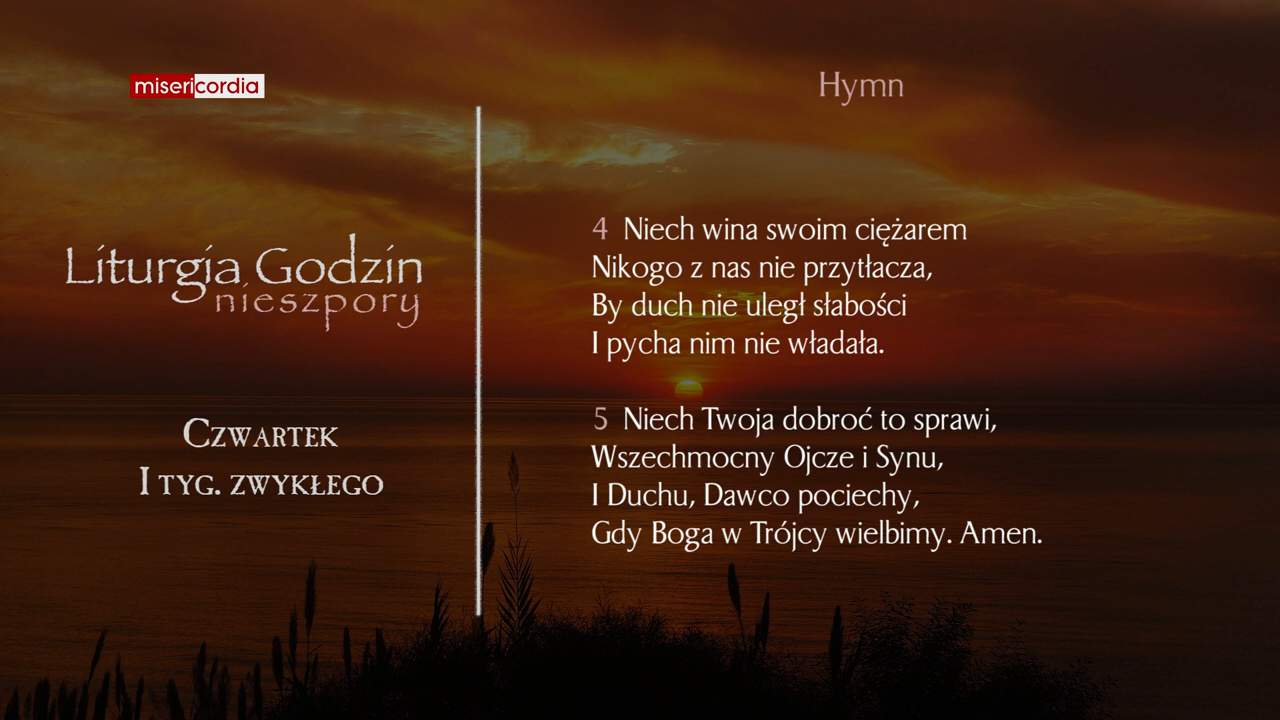 misericordia
Hymn
Liturgia Godzin
nieszpory
Czwartek
I tyg. zwykłego
4 Niech wina swoim ciężarem
Nikogo z nas nie przytłacza,
By duch nie uległ słabości
I pycha nim nie władała.
5 Niech Twoja dobroć to sprawi,
Wszechmocny Ojcze i Synu,
I Duchu, Dawco pociechy,
Gdy Boga w Trójcy wielbimy. Amen.